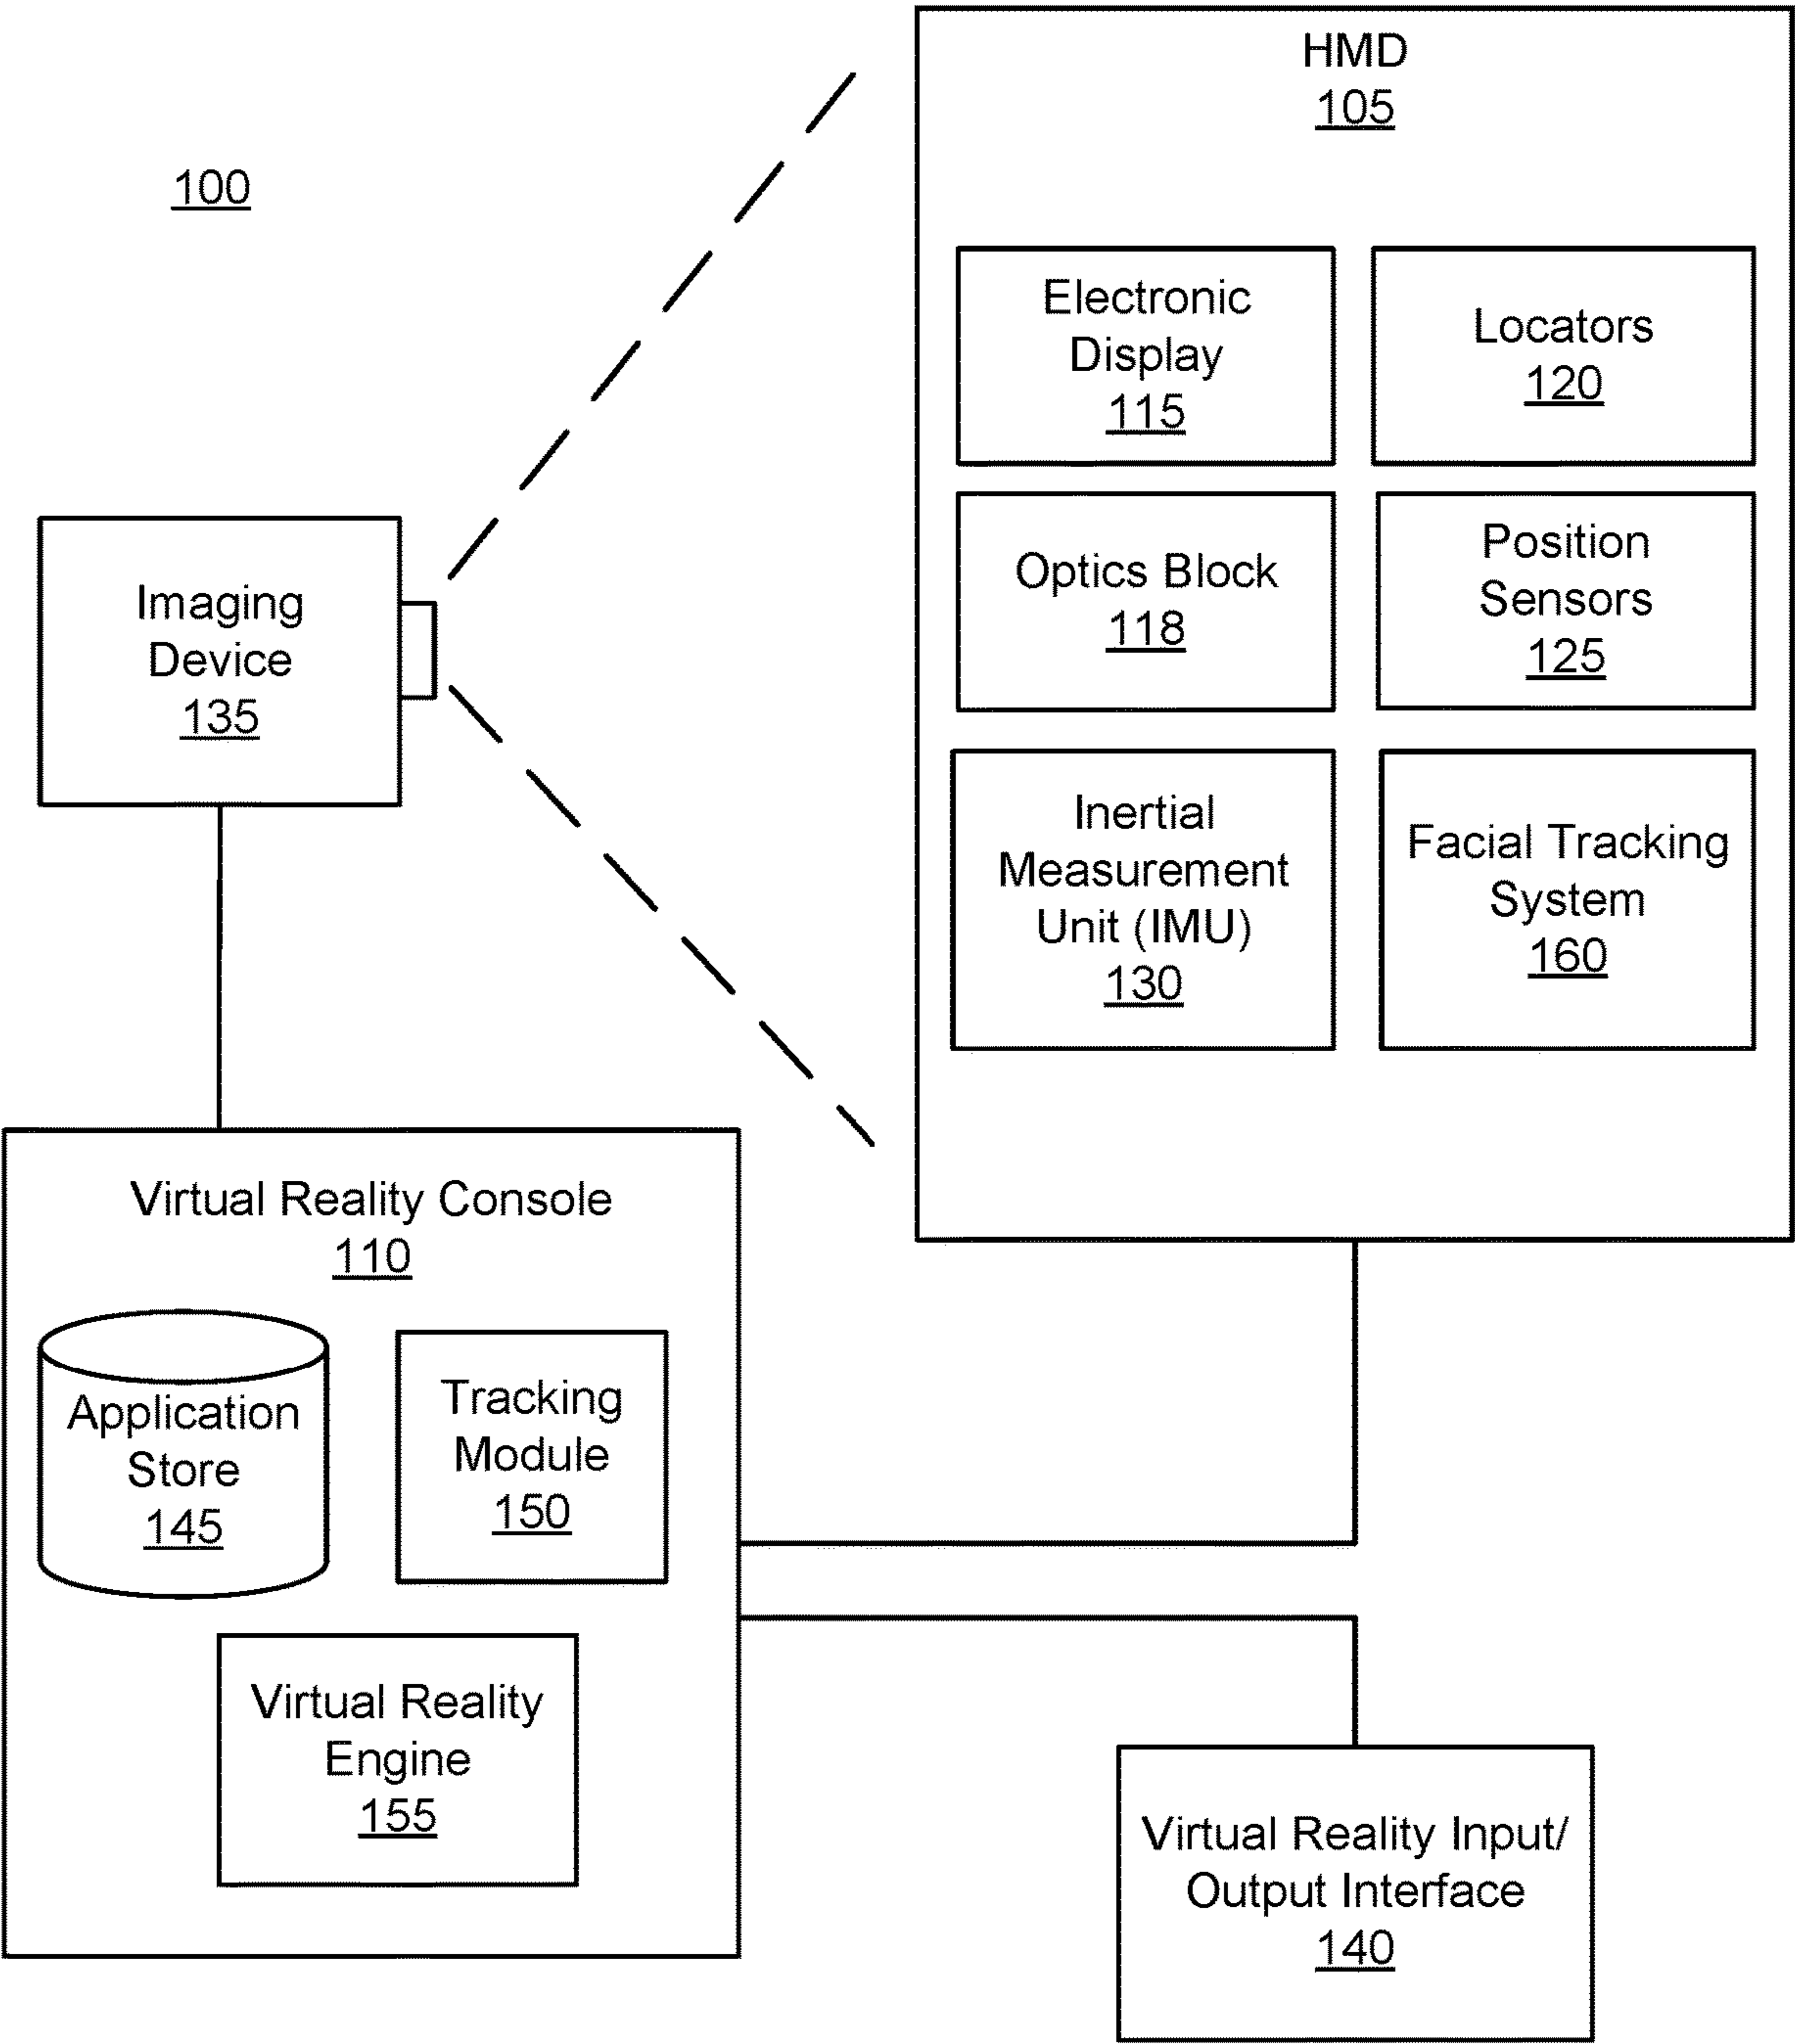 100
HMD
105
Electronic
Display
115
Locators
120
Optics Block
118
Position
Sensors
125
Inertial
Measurement
Unit (IMU)
130
Facial Tracking
System
160
Imaging
Device
135
Virtual Reality Console
110
Application
Store
145
Tracking
Module
150
Virtual Reality
Engine
155
Virtual Reality Input/
Output Interface
140